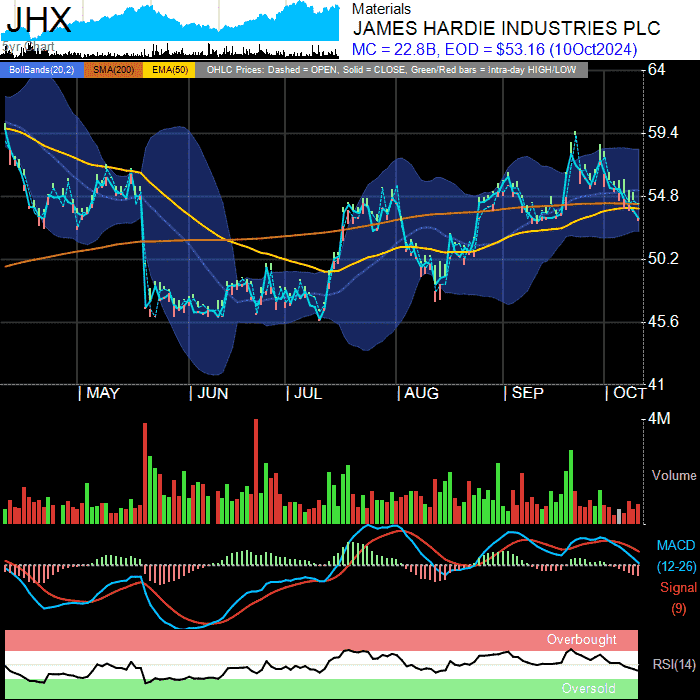 JHX
5yr Chart
Materials
JAMES HARDIE INDUSTRIES PLC
MC = 22.8B, EOD = $53.16 (10Oct2024)
BollBands(20,2) SMA(200) EMA(50) OHLC Prices: Dashed = OPEN, Solid = CLOSE, Green/Red bars = Intra-day HIGH/LOW
64
59.4
54.8
50.2
45.6
41
| MAY | JUN | JUL | AUG | SEP | OCT
4M
Volume
MACD
(12-26)
Signal
(9)
Overbought
RSI(14)
Oversold